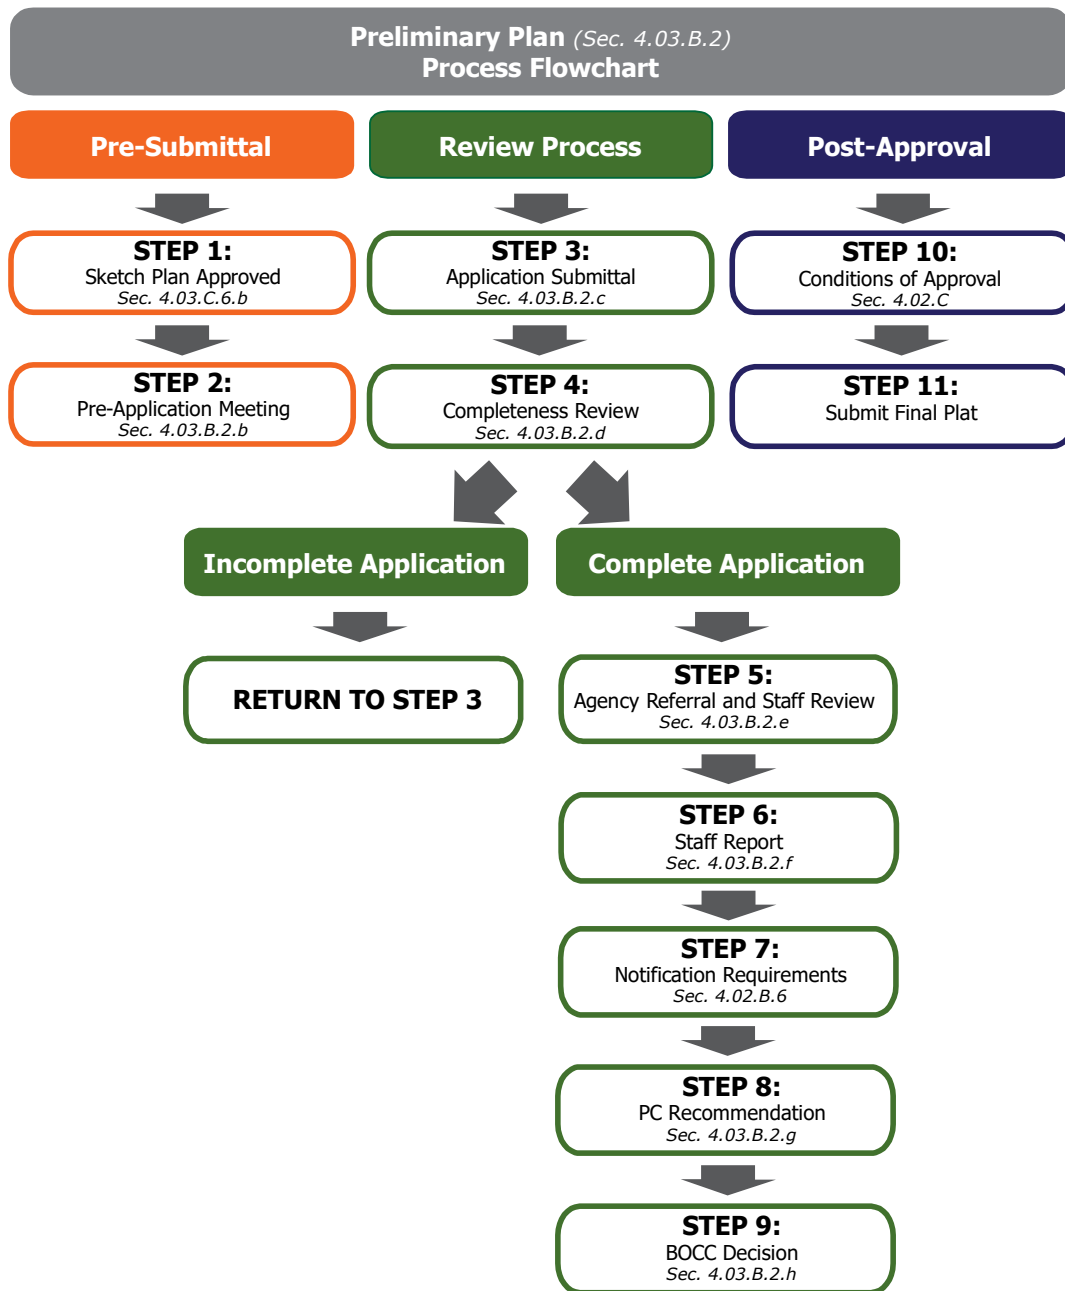 Preliminary Plan (Sec. 4.03.B.2)
Process Flowchart
Pre-Submittal
STEP 1:
Sketch Plan Approved
Sec. 4.03.C.6.b
STEP 2:
Pre-Application Meeting
Sec. 4.03.B.2.b
Review Process
STEP 3:
Application Submittal
Sec. 4.03.B.2.c
STEP 4:
Completeness Review
Sec. 4.03.B.2.d
Incomplete Application
RETURN TO STEP 3
Complete Application
STEP 5:
Agency Referral and Staff Review
Sec. 4.03.B.2.e
STEP 6:
Staff Report
Sec. 4.03.B.2.f
STEP 7:
Notification Requirements
Sec. 4.02.B.6
STEP 8:
PC Recommendation
Sec. 4.03.B.2.g
STEP 9:
BOCC Decision
Sec. 4.03.B.2.h
Post-Approval
STEP 10:
Conditions of Approval
Sec. 4.02.C
STEP 11:
Submit Final Plat